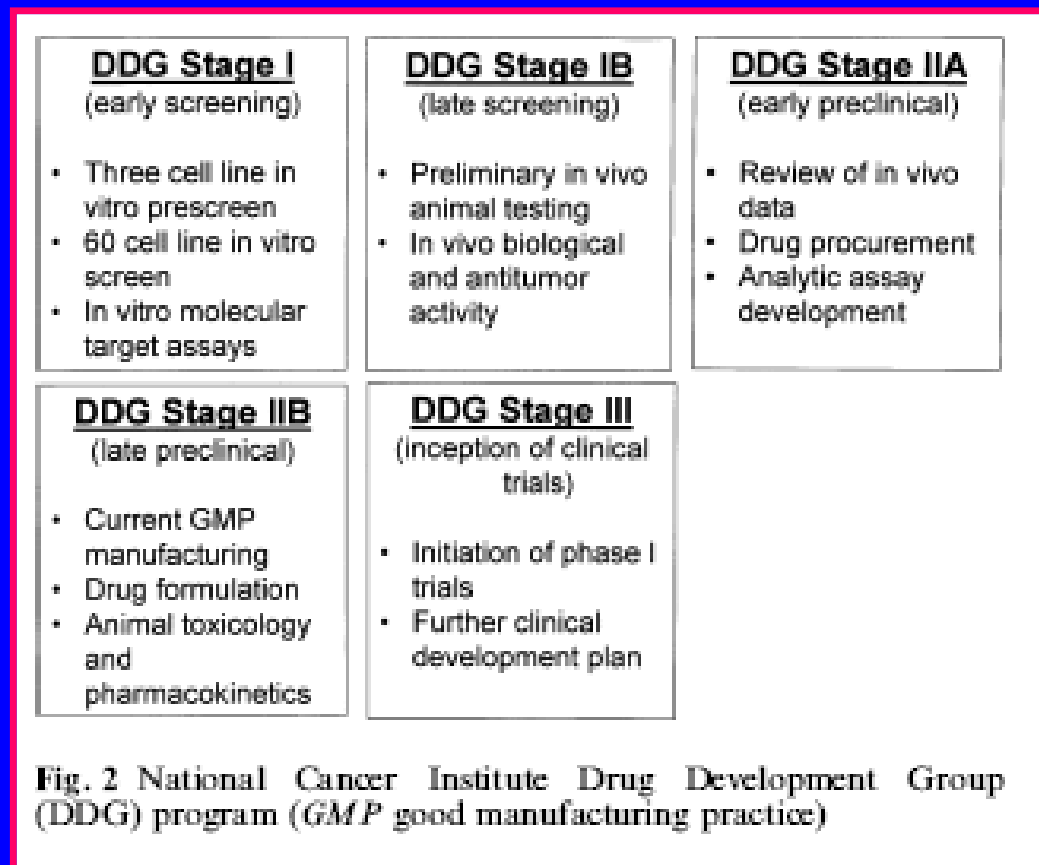 DDG Stage I
(early screening)
• Three cell line in
vitro prescreen
• 60 cell line in vitro
screen
• In vitro molecular
target assays
DDG Stage IB
(late screening)
• Preliminary in vivo
animal testing
• In vivo biological
and antitumor
activity
DDG Stage IIA
(early preclinical)
• Review of in vivo
data
• Drug procurement
• Analytic assay
development
DDG Stage IIB
(late preclinical)
• Current GMP
manufacturing
• Drug formulation
• Animal toxicology
and
pharmacokinetics
DDG Stage III
(inception of clinical
trials)
• Initiation of phase I
trials
• Further clinical
development plan
Fig. 2 National Cancer Institute Drug Development Group
(DDG) program (GMP good manufacturing practice)